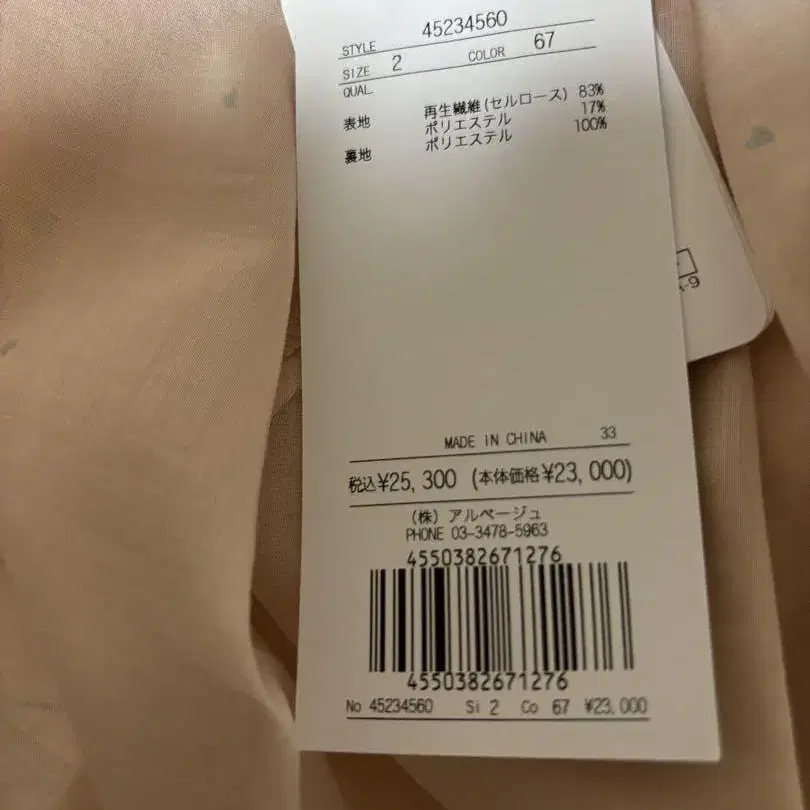 STYLE 45234560
SIZE 2 COLOR 67
QUAL
表地 再生繊維(セルロース) 83%
ポリエステル 17%
裏地 ポリエステル 100%
MADE IN CHINA 33
税込¥25,300 (本体価格¥23,000)
(株) アルページュ
PHONE 03-3478-5963
4550382671276
4550382671276
No 45234560 Si 2 Co 67 ¥23,000